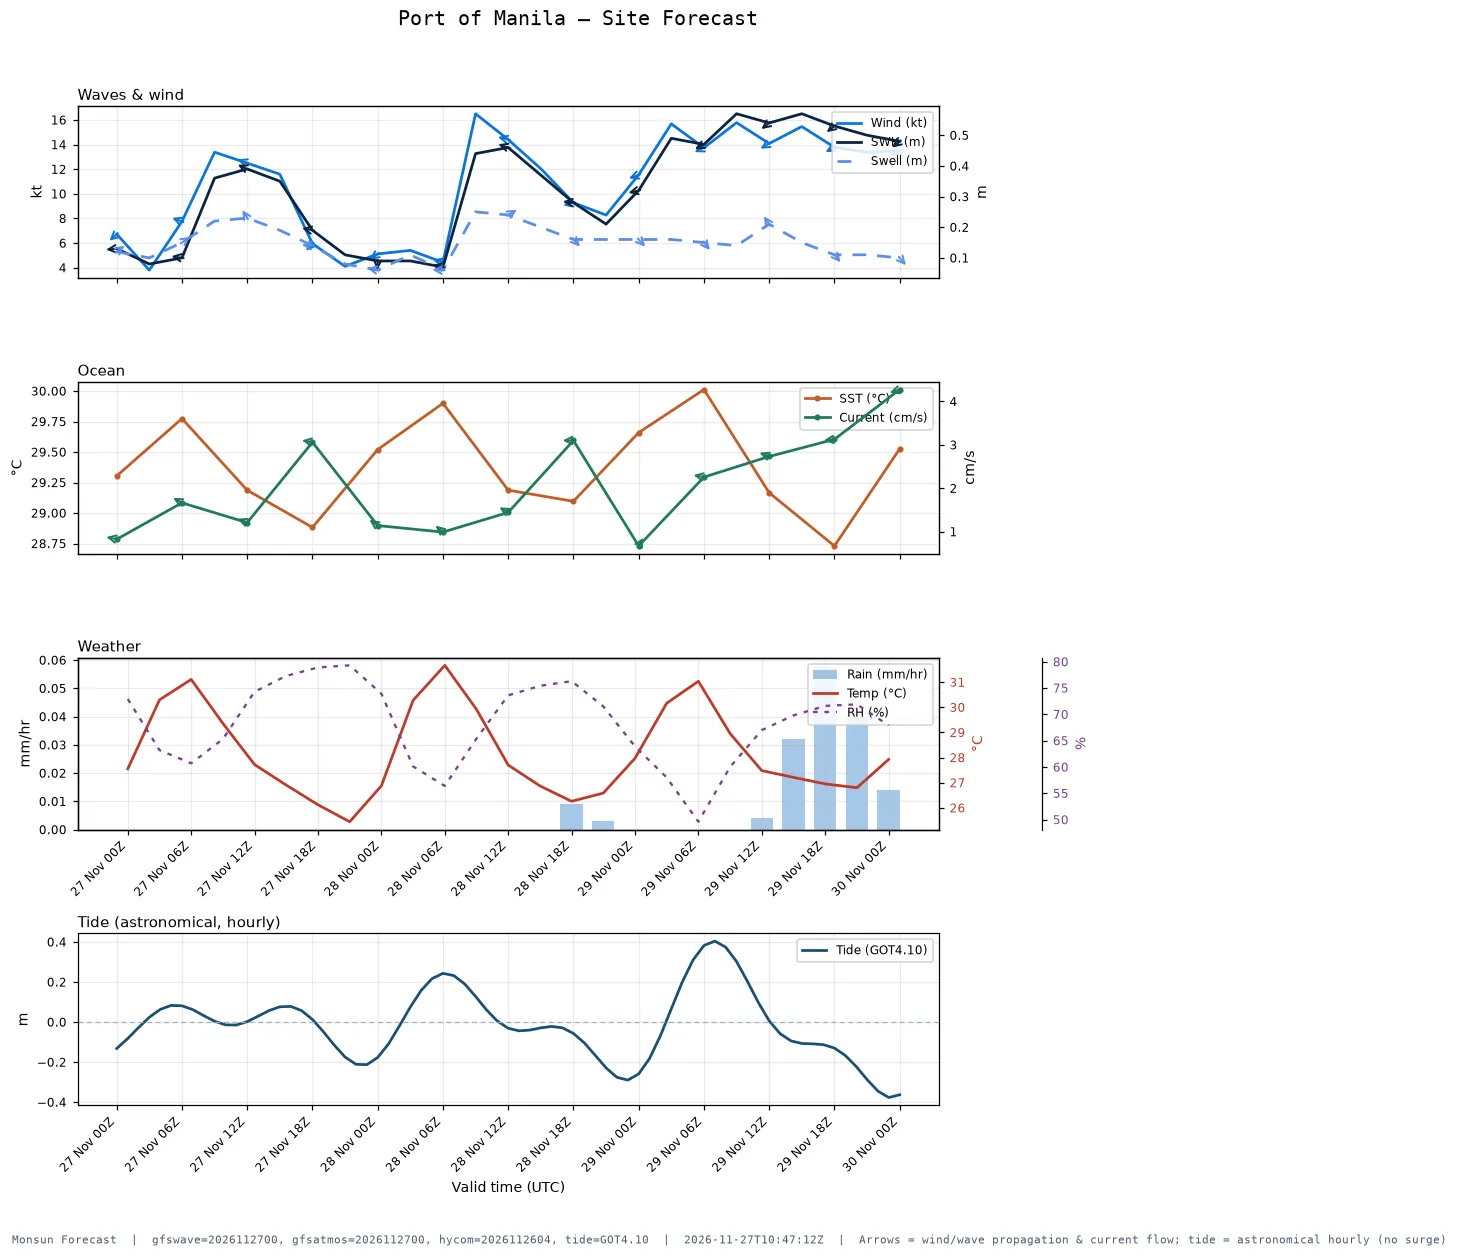 Port of Manila — Site Forecast
Waves & wind
16
14
12
10
8
6
4
kt
Wind (kt)
SWH (m)
Swell (m)
0.5
0.4
0.3
0.2
0.1
m
Ocean
30.00
29.75
29.50
29.25
29.00
28.75
°C
SST (°C)
Current (cm/s)
4
3
2
1
cm/s
Weather
0.06
0.05
0.04
0.03
0.02
0.01
0.00
mm/hr
Rain (mm/hr)
Temp (°C)
RH (%)
31
30
29
28
27
26
°C
80
75
70
65
60
55
50
%
27 Nov 00Z
27 Nov 06Z
27 Nov 12Z
27 Nov 18Z
28 Nov 00Z
28 Nov 06Z
28 Nov 12Z
28 Nov 18Z
29 Nov 00Z
29 Nov 06Z
29 Nov 12Z
29 Nov 18Z
30 Nov 00Z
Tide (astronomical, hourly)
0.4
0.2
0.0
−0.2
−0.4
m
Tide (GOT4.10)
27 Nov 00Z
27 Nov 06Z
27 Nov 12Z
27 Nov 18Z
28 Nov 00Z
28 Nov 06Z
28 Nov 12Z
28 Nov 18Z
29 Nov 00Z
29 Nov 06Z
29 Nov 12Z
29 Nov 18Z
30 Nov 00Z
Valid time (UTC)
Monsun Forecast | gfswave=2026112700, gfsatmos=2026112700, hycom=2026112604, tide=GOT4.10 | 2026-11-27T10:47:12Z | Arrows = wind/wave propagation & current flow; tide = astronomical hourly (no surge)